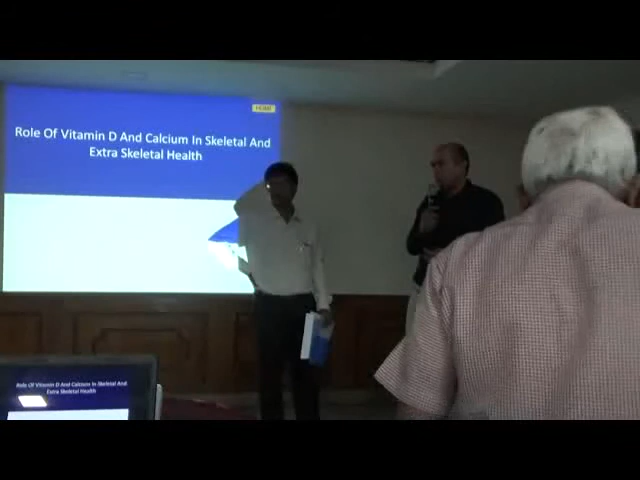 HOME
Role Of Vitamin D And Calcium In Skeletal And
Extra Skeletal Health
Role Of Vitamin D And Calcium In Skeletal And
Extra Skeletal Health